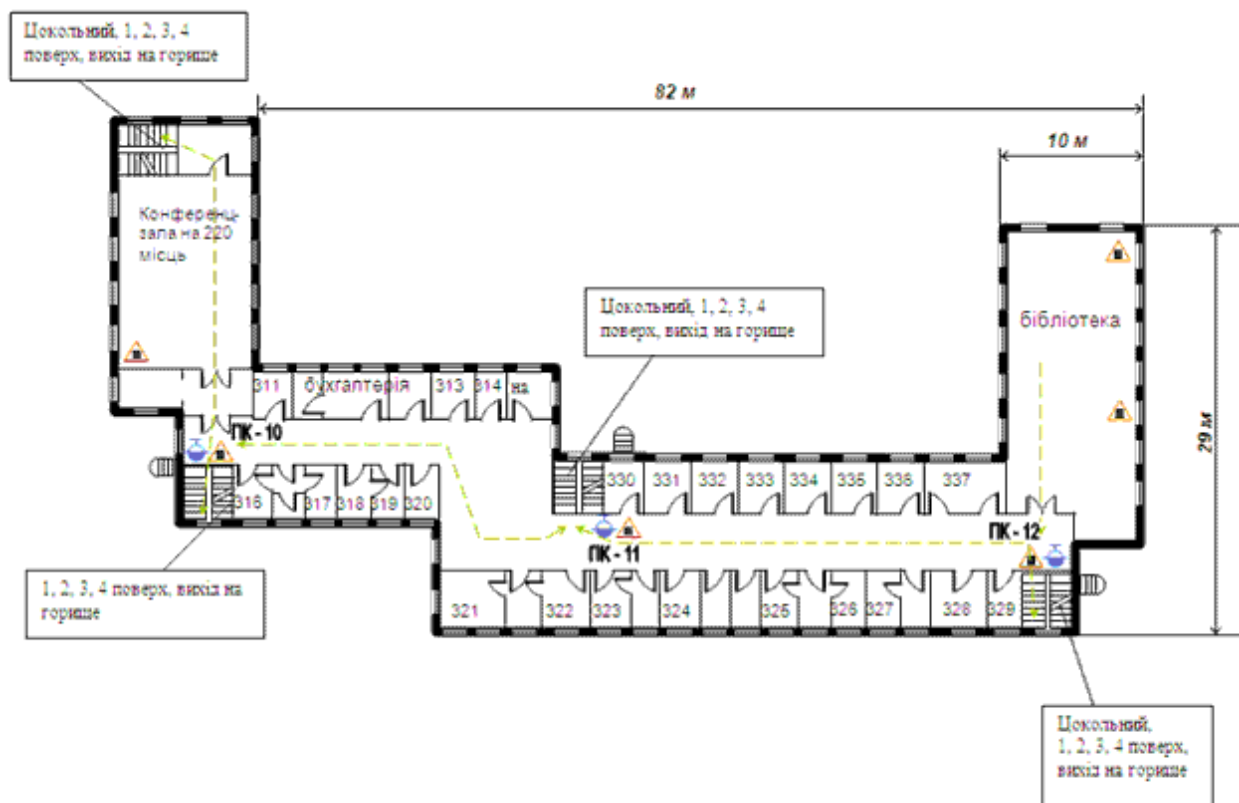 Цокольний, 1, 2, 3, 4
поверх, вихід на горище
82 м
10 м
Конференц-
зала на 220
місць
Цокольний, 1, 2, 3, 4
поверх, вихід на горище
бібліотека
29 м
311
бухгалтерія
313
314
на
ПК - 10
316
317
318
319
320
330
331
332
333
334
335
336
337
ПК - 11
ПК - 12
1, 2, 3, 4 поверх, вихід на
горище
321
322
323
324
325
326
327
328
329
Цокольний,
1, 2, 3, 4 поверх,
вихід на горище